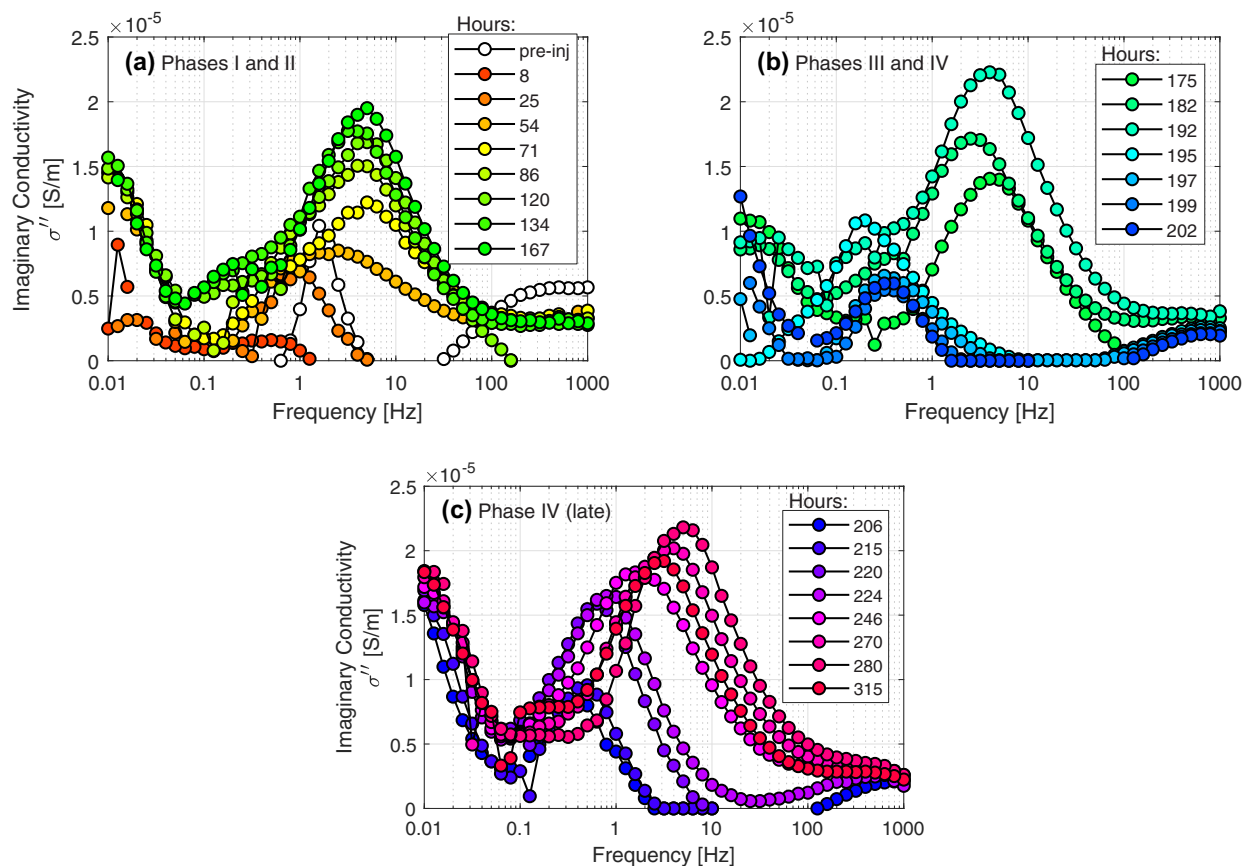 ×10⁻⁵
Hours:
(a) Phases I and II
pre-inj
8
25
54
71
86
120
134
167
2.5
2
1.5
1
0.5
0
Imaginary Conductivity
σ'' [S/m]
0.01 0.1 1 10 100 1000
Frequency [Hz]
×10⁻⁵
Hours:
(b) Phases III and IV
175
182
192
195
197
199
202
2.5
2
1.5
1
0.5
0
Imaginary Conductivity
σ'' [S/m]
0.01 0.1 1 10 100 1000
Frequency [Hz]
×10⁻⁵
Hours:
(c) Phase IV (late)
206
215
220
224
246
270
280
315
2.5
2
1.5
1
0.5
0
Imaginary Conductivity
σ'' [S/m]
0.01 0.1 1 10 100 1000
Frequency [Hz]